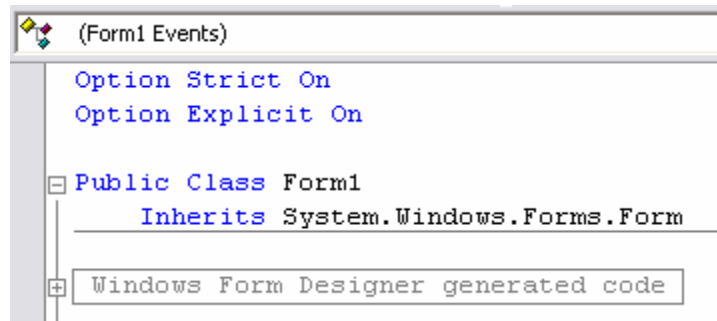 (Form1 Events)
Option Strict On
Option Explicit On
Public Class Form1
Inherits System.Windows.Forms.Form
Windows Form Designer generated code